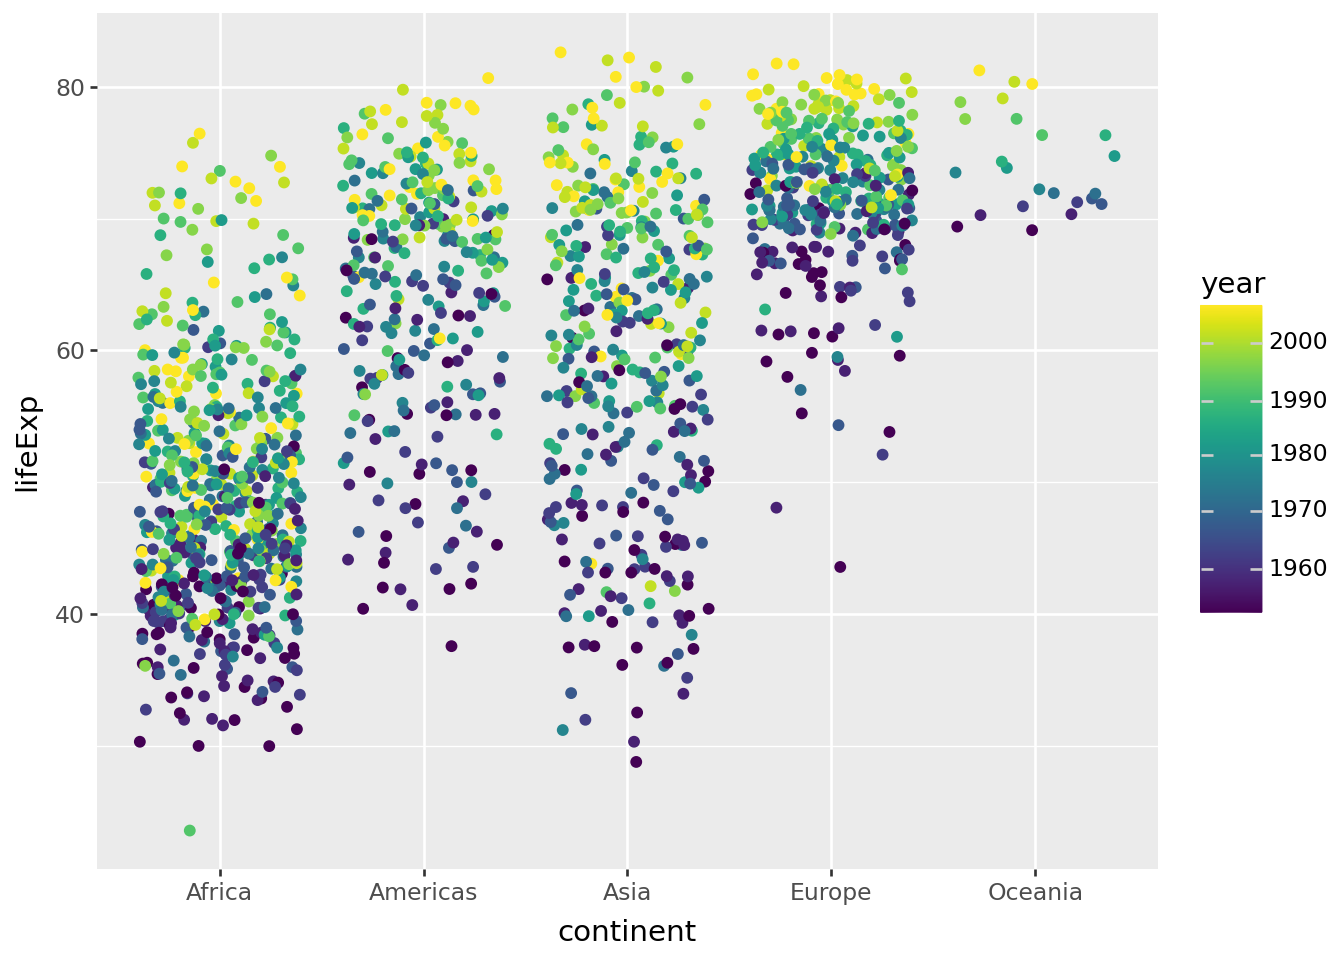 lifeExp
80
60
40
Africa
Americas
Asia
Europe
Oceania
continent
year
2000
1990
1980
1970
1960